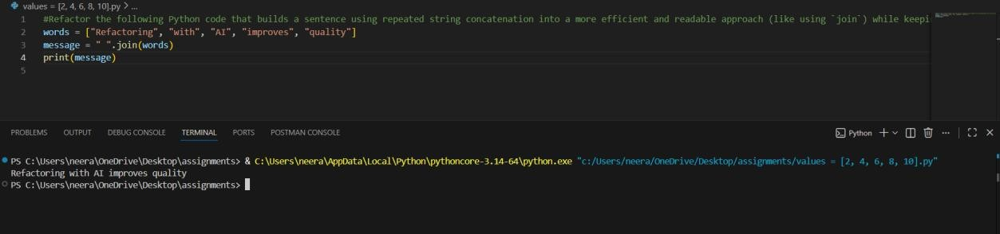 values = [2, 4, 6, 8, 10].py > ...
1 #Refactor the following Python code that builds a sentence using repeated string concatenation into a more efficient and readable approach (like using `join`) while keepi
2 words = ["Refactoring", "with", "AI", "improves", "quality"]
3 message = " ".join(words)
4 print(message)
5
PROBLEMS OUTPUT DEBUG CONSOLE TERMINAL PORTS POSTMAN CONSOLE Python
PS C:\Users\neera\OneDrive\Desktop\assignments> & C:\Users\neera\AppData\Local\Python\pythoncore-3.14-64\python.exe "c:/Users/neera/OneDrive/Desktop/assignments/values = [2, 4, 6, 8, 10].py"
Refactoring with AI improves quality
PS C:\Users\neera\OneDrive\Desktop\assignments>